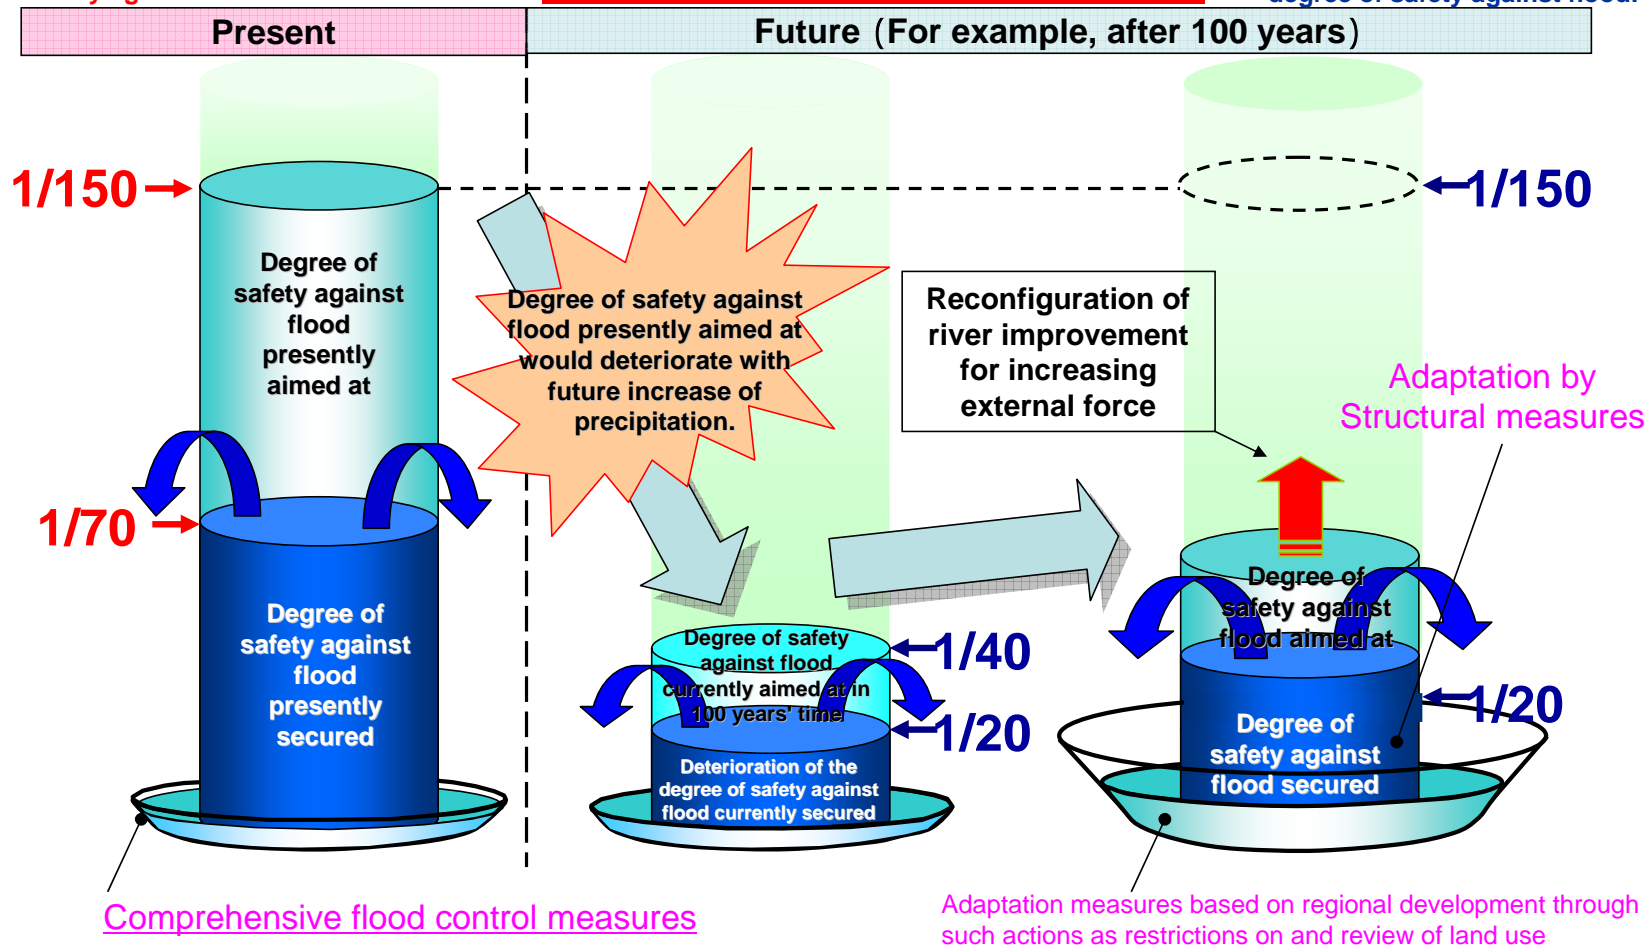 degree of safety against flood.
Present
Future (For example, after 100 years)
1/150
Degree of
safety against
flood
presently
aimed at
1/70
Degree of
safety against
flood
presently
secured
Comprehensive flood control measures
Degree of safety against
flood presently aimed at
would deteriorate with
future increase of
precipitation.
Degree of safety
against flood
currently aimed at in
100 years' time
1/40
1/20
Deterioration of the
degree of safety against
flood currently secured
Reconfiguration of
river improvement
for increasing
external force
1/150
Adaptation by
Structural measures
Degree of
safety against
flood aimed at
1/20
Degree of
safety against
flood secured
Adaptation measures based on regional development through
such actions as restrictions on and review of land use